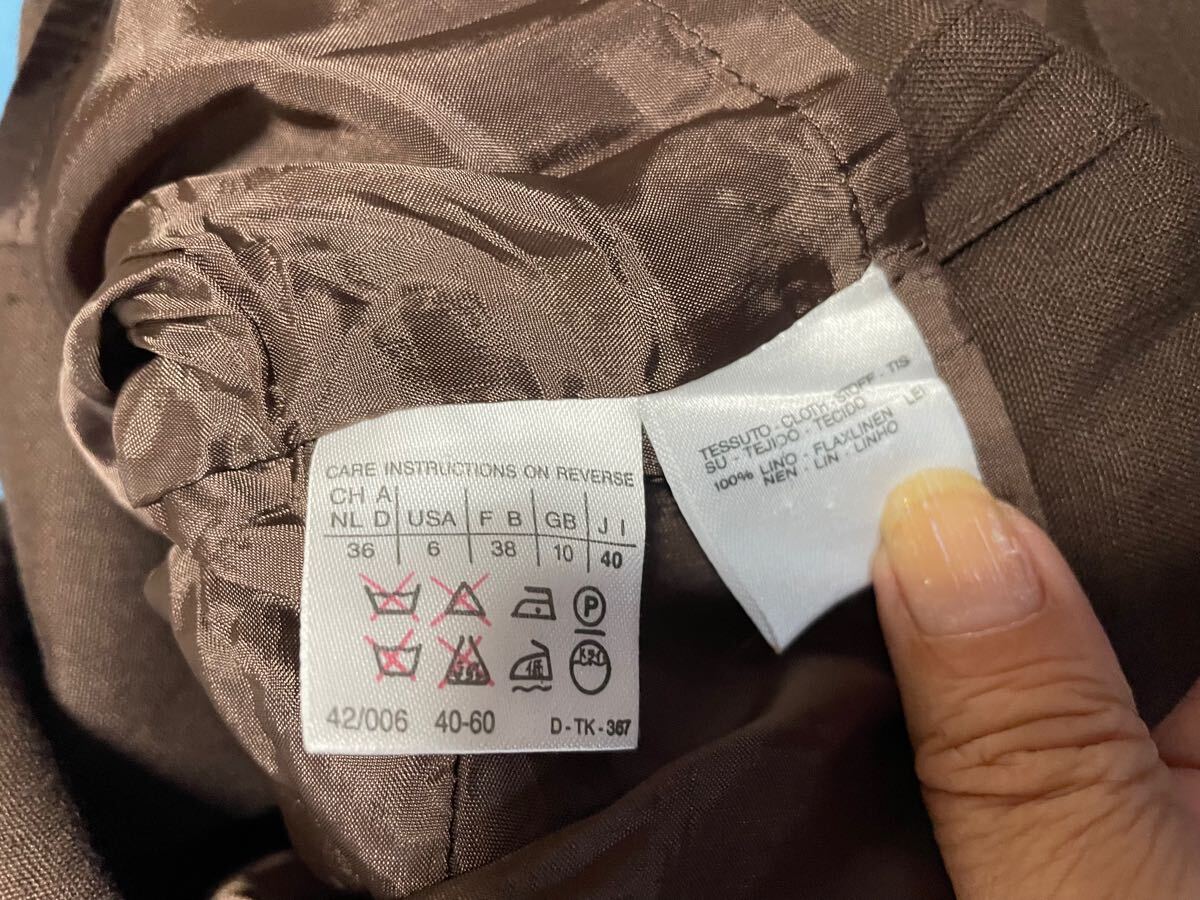 CARE INSTRUCTIONS ON REVERSE
CH A
NL D USA F B GB J I
36 6 38 10 40
P
42/006 40-60 D-TK-367
TESSUTO - CLOTH - STOFF - TIS
SU - TEJIDO - TECIDO
100% LINO - FLAXLINEN LEI
NEN - LIN - LINHO